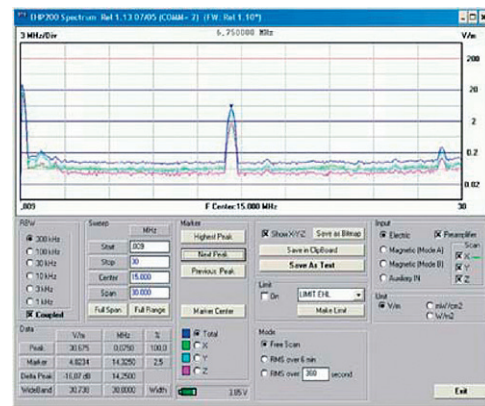 EHP200 Spectrum Rel 1.13 07/05 (COMM= 2) (FW: Rel 1.10*)
3 MHz/Div
6,750000 MHz
V/m
200
20
2
0.2
0.02
,009
F Center:15.000 MHz
30
RBW
300 kHz
100 kHz
30 kHz
10 kHz
3 kHz
1 kHz
Coupled
Sweep
MHz
Start ,009
Stop 30
Center 15.000
Span 30.000
Full Span Full Range
Marker
Highest Peak
Next Peak
Previous Peak
Marker Center
Show XYZ Save as Bitmap
Save in ClipBoard
Save As Text
Limit
On LIMIT EHL
Make Limit
Input
Electric Preamplifier
Magnetic (Mode A)
Magnetic (Mode B)
Auxiliary IN
Scan
X
Y
Z
Unit
V/m mW/cm2
W/m2
Data
V/m MHz %
Peak 30.675 0,0750 100,0
Marker 4.8234 14,3250 2.5
Delta Peak -16,07 dB 14,2500
WideBand 30.730 30,0000 Width
Total
X
Y
Z
3.85 V
Mode
Free Scan
RMS over 6 min
RMS over 360 second
Exit